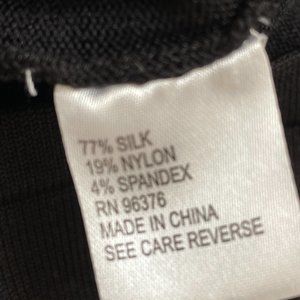 77% SILK
19% NYLON
4% SPANDEX
RN 96376
MADE IN CHINA
SEE CARE REVERSE